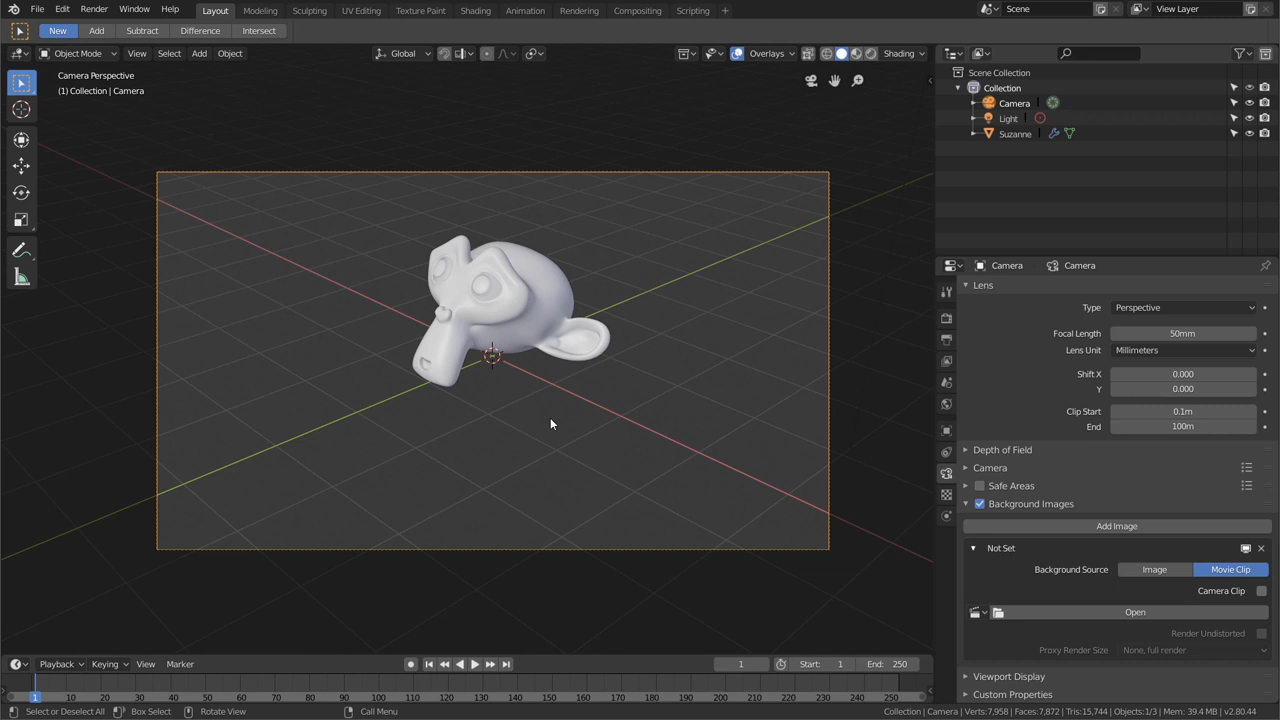 File Edit Render Window Help Layout Modeling Sculpting UV Editing Texture Paint Shading Animation Rendering Compositing Scripting + Scene View Layer
New Add Subtract Difference Intersect
Object Mode View Select Add Object Global Overlays Shading
Camera Perspective
(1) Collection | Camera
Scene Collection
Collection
Camera
Light
Suzanne
Camera Camera
Lens
Type Perspective
Focal Length 50mm
Lens Unit Millimeters
Shift X 0.000
Y 0.000
Clip Start 0.1m
End 100m
Depth of Field
Camera
Safe Areas
Background Images
Add Image
Not Set
Background Source Image Movie Clip
Camera Clip
Open
Render Undistorted
Proxy Render Size None, full render
Viewport Display
Custom Properties
Playback Keying View Marker 1 Start: 1 End: 250
1 10 20 30 40 50 60 70 80 90 100 110 120 130 140 150 160 170 180 190 200 210 220 230 240 250
Select or Deselect All Box Select Rotate View Call Menu Collection | Camera | Verts:7,958 | Faces:7,872 | Tris:15,744 | Objects:1/3 | Mem: 39.4 MB | v2.80.44